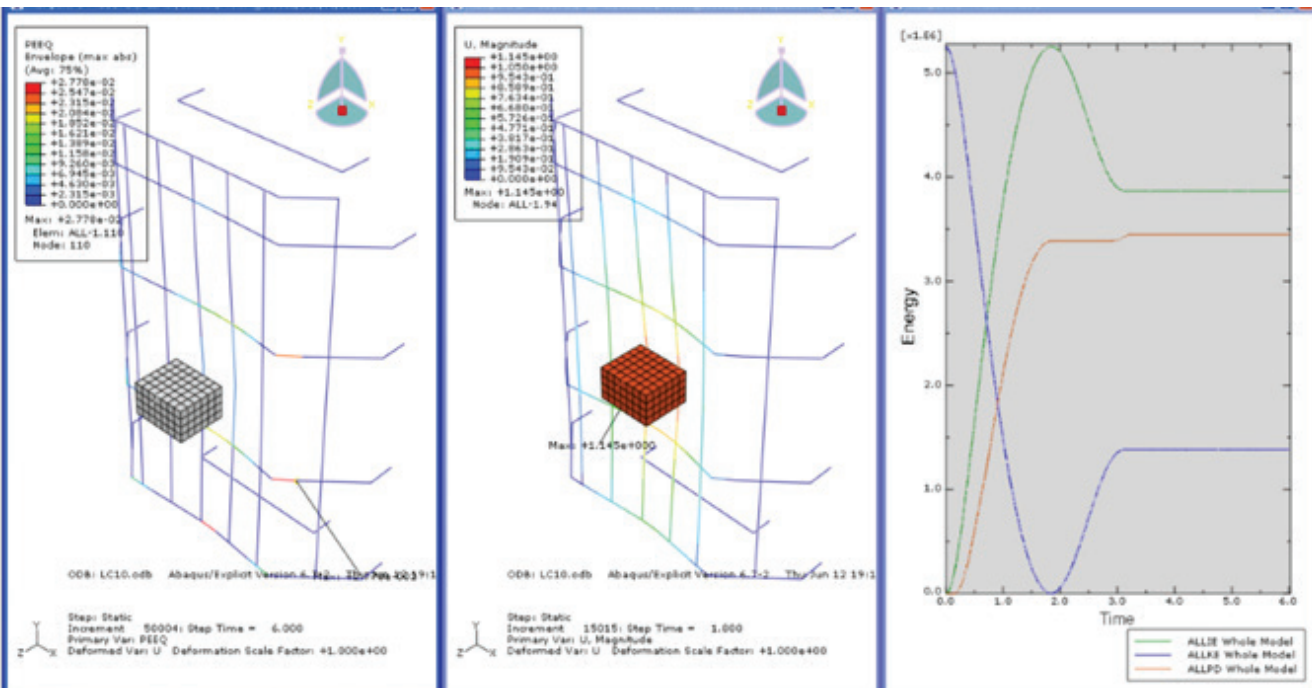 PEEQ
Envelope (max abs)
(Avg: 75%)
+2.778e-02
+2.547e-02
+2.315e-02
+2.084e-02
+1.852e-02
+1.621e-02
+1.389e-02
+1.158e-02
+9.260e-03
+6.945e-03
+4.630e-03
+2.315e-03
+0.000e+00
Max: +2.778e-02
Elem: ALL-1.110
Node: 110
Y
Z
X
ODB: LC10.odb Abaqus/Explicit Version
Step: Static
Increment 50004: Step Time = 6.000
Primary Var: PEEQ
Deformed Var: U Deformation Scale Factor: +1.000e+00
Y
Z
X
U, Magnitude
+1.145e+00
+1.050e+00
+9.543e-01
+8.589e-01
+7.634e-01
+6.680e-01
+5.726e-01
+4.771e-01
+3.817e-01
+2.863e-01
+1.909e-01
+9.543e-02
+0.000e+00
Max: +1.145e+00
Node: ALL-1.94
Y
Z
X
Max: +1.145e+000
ODB: LC10.odb Abaqus/Explicit Version 6.7-2 Thu Jun 12 19:1
Step: Static
Increment 15015: Step Time = 1.000
Primary Var: U, Magnitude
Deformed Var: U Deformation Scale Factor: +1.000e+00
Y
Z
X
[x1.E6]
5.0
4.0
3.0
2.0
1.0
0.0
Energy
0.0 1.0 2.0 3.0 4.0 5.0 6.0
Time
ALLIE Whole Model
ALLKE Whole Model
ALLPD Whole Model